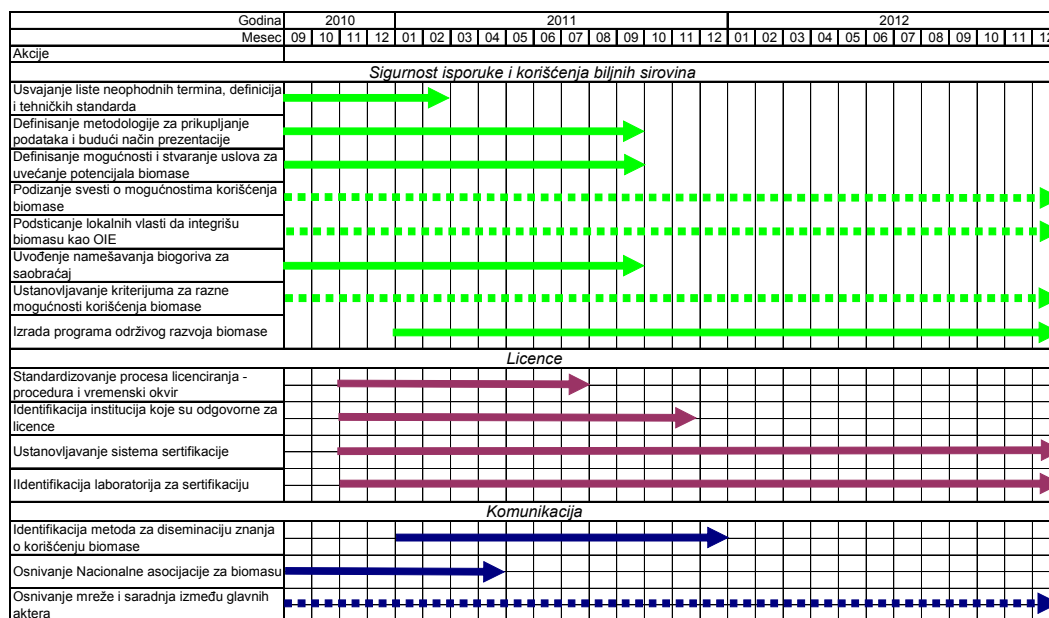 Godina 2010 2011 2012
Mesec 09 10 11 12 01 02 03 04 05 06 07 08 09 10 11 12 01 02 03 04 05 06 07 08 09 10 11 12
Akcije
Sigurnost isporuke i korišćenja biljnih sirovina
Usvajanje liste neophodnih termina, definicija
i tehničkih standarda
Definisanje metodologije za prikupljanje
podataka i budući način prezentacije
Definisanje mogućnosti i stvaranje uslova za
uvećanje potencijala biomase
Podizanje svesti o mogućnostima korišćenja
biomase
Podsticanje lokalnih vlasti da integrišu
biomasu kao OIE
Uvođenje namešavanja biogoriva za
saobraćaj
Ustanovljavanje kriterijuma za razne
mogućnosti korišćenja biomase
Izrada programa održivog razvoja biomase
Licence
Standardizovanje procesa licenciranja -
procedura i vremenski okvir
Identifikacija institucija koje su odgovorne za
licence
Ustanovljavanje sistema sertifikacije
IIdentifikacija laboratorija za sertifikaciju
Komunikacija
Identifikacija metoda za diseminaciju znanja
o korišćenju biomase
Osnivanje Nacionalne asocijacije za biomasu
Osnivanje mreže i saradnja između glavnih
aktera